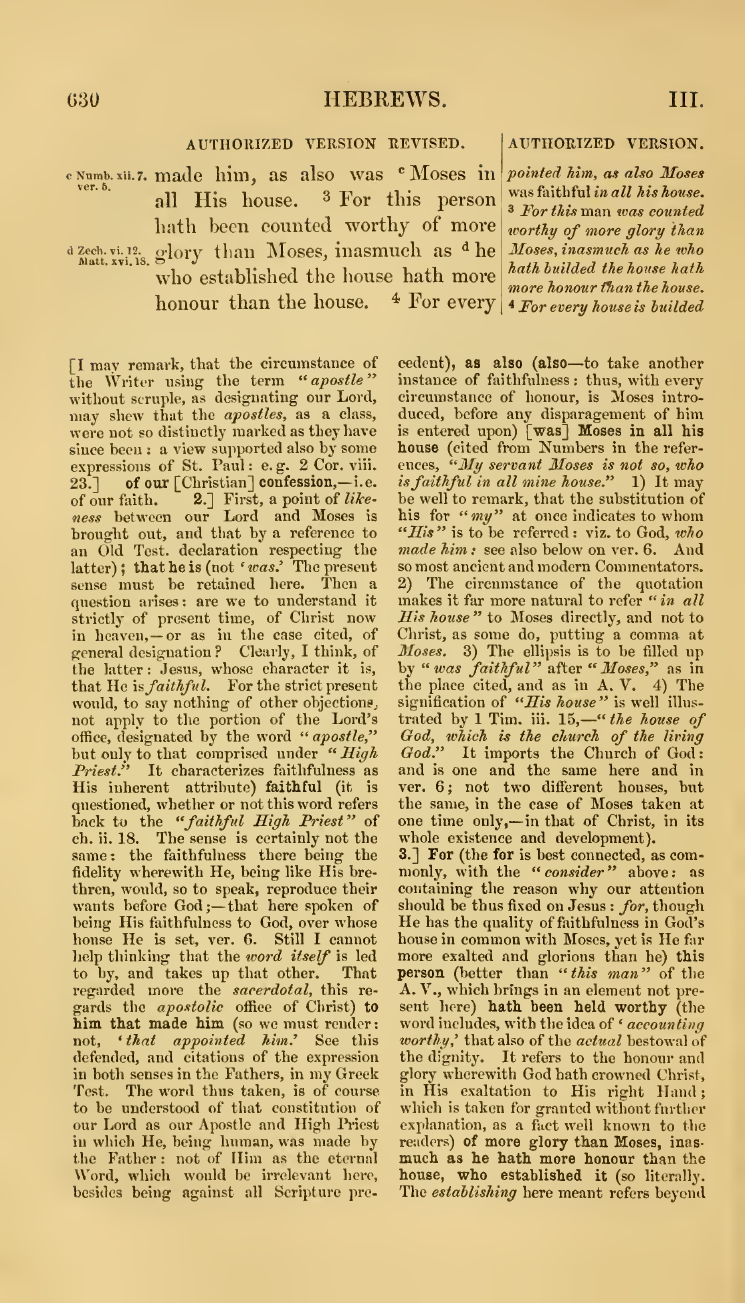 630
HEBREWS.
III.
AUTHORIZED VERSION REVISED.
c Numb. xii. 7.
ver. 5.
made him, as also was c Moses in
all His house. 3 For this person
hath been counted worthy of more
d Zech. vi. 12.
Matt. xvi. 18.
glory than Moses, inasmuch as d he
who established the house hath more
honour than the house. 4 For every
AUTHORIZED VERSION.
pointed him, as also Moses
was faithful in all his house.
3 For this man was counted
worthy of more glory than
Moses, inasmuch as he who
hath builded the house hath
more honour than the house.
4 For every house is builded
[I may remark, that the circumstance of
the Writer using the term “apostle”
without scruple, as designating our Lord,
may shew that the apostles, as a class,
were not so distinctly marked as they have
since been: a view supported also by some
expressions of St. Paul: e. g. 2 Cor. viii.
23.] of our [Christian] confession,—i.e.
of our faith. 2.] First, a point of like-
ness between our Lord and Moses is
brought out, and that by a reference to
an Old Test. declaration respecting the
latter); that he is (not ‘was.’ The present
sense must be retained here. Then a
question arises: are we to understand it
strictly of present time, of Christ now
in heaven,—or as in the case cited, of
general designation? Clearly, I think, of
the latter: Jesus, whose character it is,
that He is faithful. For the strict present
would, to say nothing of other objections,
not apply to the portion of the Lord's
office, designated by the word “apostle,”
but only to that comprised under “High
Priest.” It characterizes faithfulness as
His inherent attribute) faithful (it is
questioned, whether or not this word refers
back to the “faithful High Priest” of
ch. ii. 18. The sense is certainly not the
same: the faithfulness there being the
fidelity wherewith He, being like His bre-
thren, would, so to speak, reproduce their
wants before God;—that here spoken of
being His faithfulness to God, over whose
house He is set, ver. 6. Still I cannot
help thinking that the word itself is led
to by, and takes up that other. That
regarded more the sacerdotal, this re-
gards the apostolic office of Christ) to
him that made him (so we must render:
not, ‘that appointed him.’ See this
defended, and citations of the expression
in both senses in the Fathers, in my Greek
Test. The word thus taken, is of course
to be understood of that constitution of
our Lord as our Apostle and High Priest
in which He, being human, was made by
the Father: not of Him as the eternal
Word, which would be irrelevant here,
besides being against all Scripture pre-
cedent), as also (also—to take another
instance of faithfulness: thus, with every
circumstance of honour, is Moses intro-
duced, before any disparagement of him
is entered upon) [was] Moses in all his
house (cited from Numbers in the refer-
ences, “My servant Moses is not so, who
is faithful in all mine house.” 1) It may
be well to remark, that the substitution of
his for “my” at once indicates to whom
“His” is to be referred: viz. to God, who
made him: see also below on ver. 6. And
so most ancient and modern Commentators.
2) The circumstance of the quotation
makes it far more natural to refer “in all
His house” to Moses directly, and not to
Christ, as some do, putting a comma at
Moses. 3) The ellipsis is to be filled up
by “was faithful” after “Moses,” as in
the place cited, and as in A. V. 4) The
signification of “His house” is well illus-
trated by 1 Tim. iii. 15,—“the house of
God, which is the church of the living
God.” It imports the Church of God:
and is one and the same here and in
ver. 6; not two different houses, but
the same, in the case of Moses taken at
one time only,—in that of Christ, in its
whole existence and development).
3.] For (the for is best connected, as com-
monly, with the “consider” above: as
containing the reason why our attention
should be thus fixed on Jesus: for, though
He has the quality of faithfulness in God's
house in common with Moses, yet is He far
more exalted and glorious than he) this
person (better than “this man” of the
A. V., which brings in an element not pre-
sent here) hath been held worthy (the
word includes, with the idea of ‘accounting
worthy,’ that also of the actual bestowal of
the dignity. It refers to the honour and
glory wherewith God hath crowned Christ,
in His exaltation to His right Hand;
which is taken for granted without further
explanation, as a fact well known to the
readers) of more glory than Moses, inas-
much as he hath more honour than the
house, who established it (so literally.
The establishing here meant refers beyond